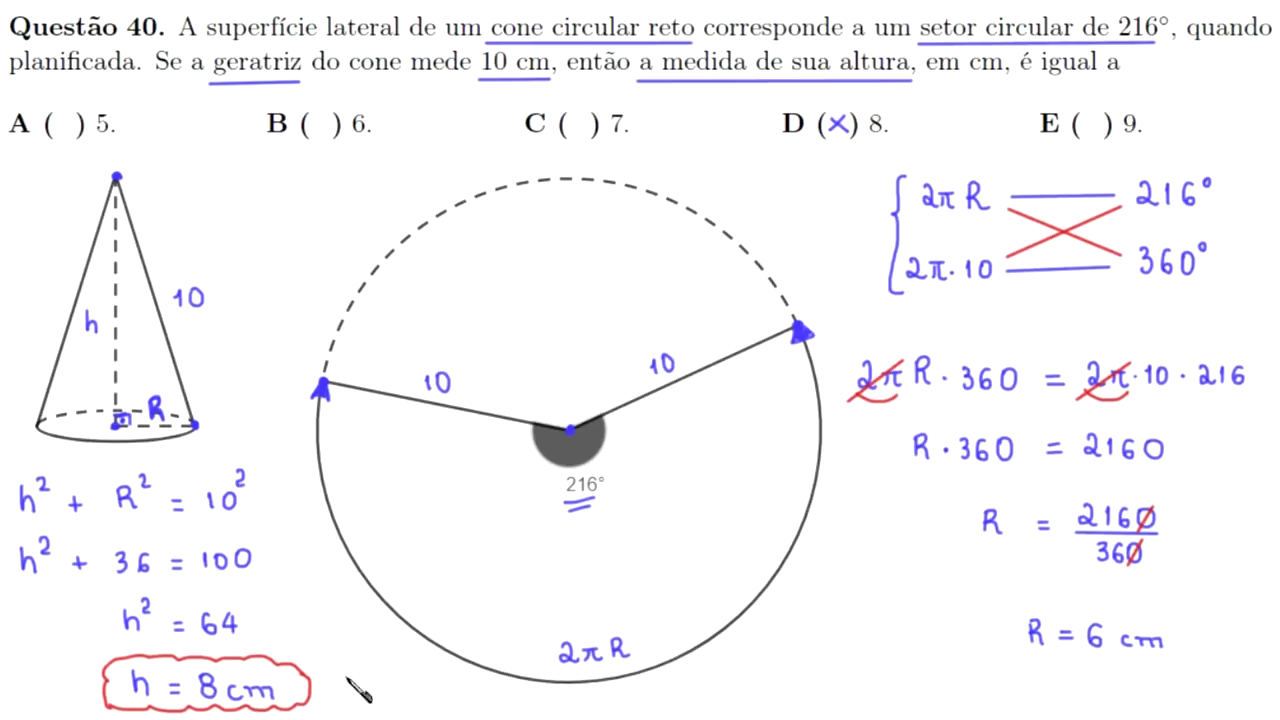 Questão 40. A superfície lateral de um cone circular reto corresponde a um setor circular de 216°, quando
planificada. Se a geratriz do cone mede 10 cm, então a medida de sua altura, em cm, é igual a
A ( ) 5. B ( ) 6. C ( ) 7. D (×) 8. E ( ) 9.
h
10
R
h² + R² = 10²
h² + 36 = 100
h² = 64
h = 8 cm
10
10
216°
2π R
2π R 216°
2π · 10 360°
2π R · 360 = 2π · 10 · 216
R · 360 = 2160
R = 2160/360
R = 6 cm